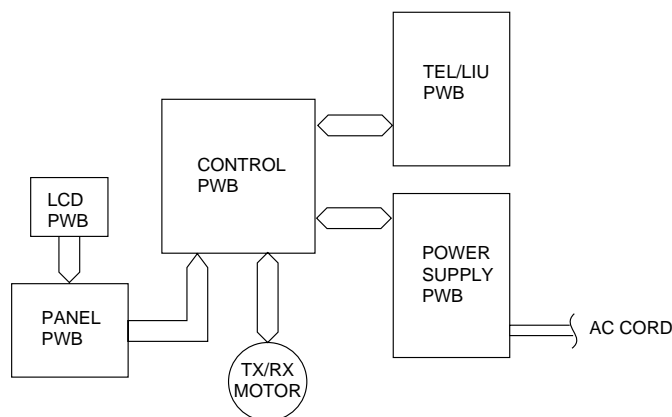 TEL/LIU
PWB
CONTROL
PWB
LCD
PWB
POWER
SUPPLY
PWB
PANEL
PWB
AC CORD
TX/RX
MOTOR